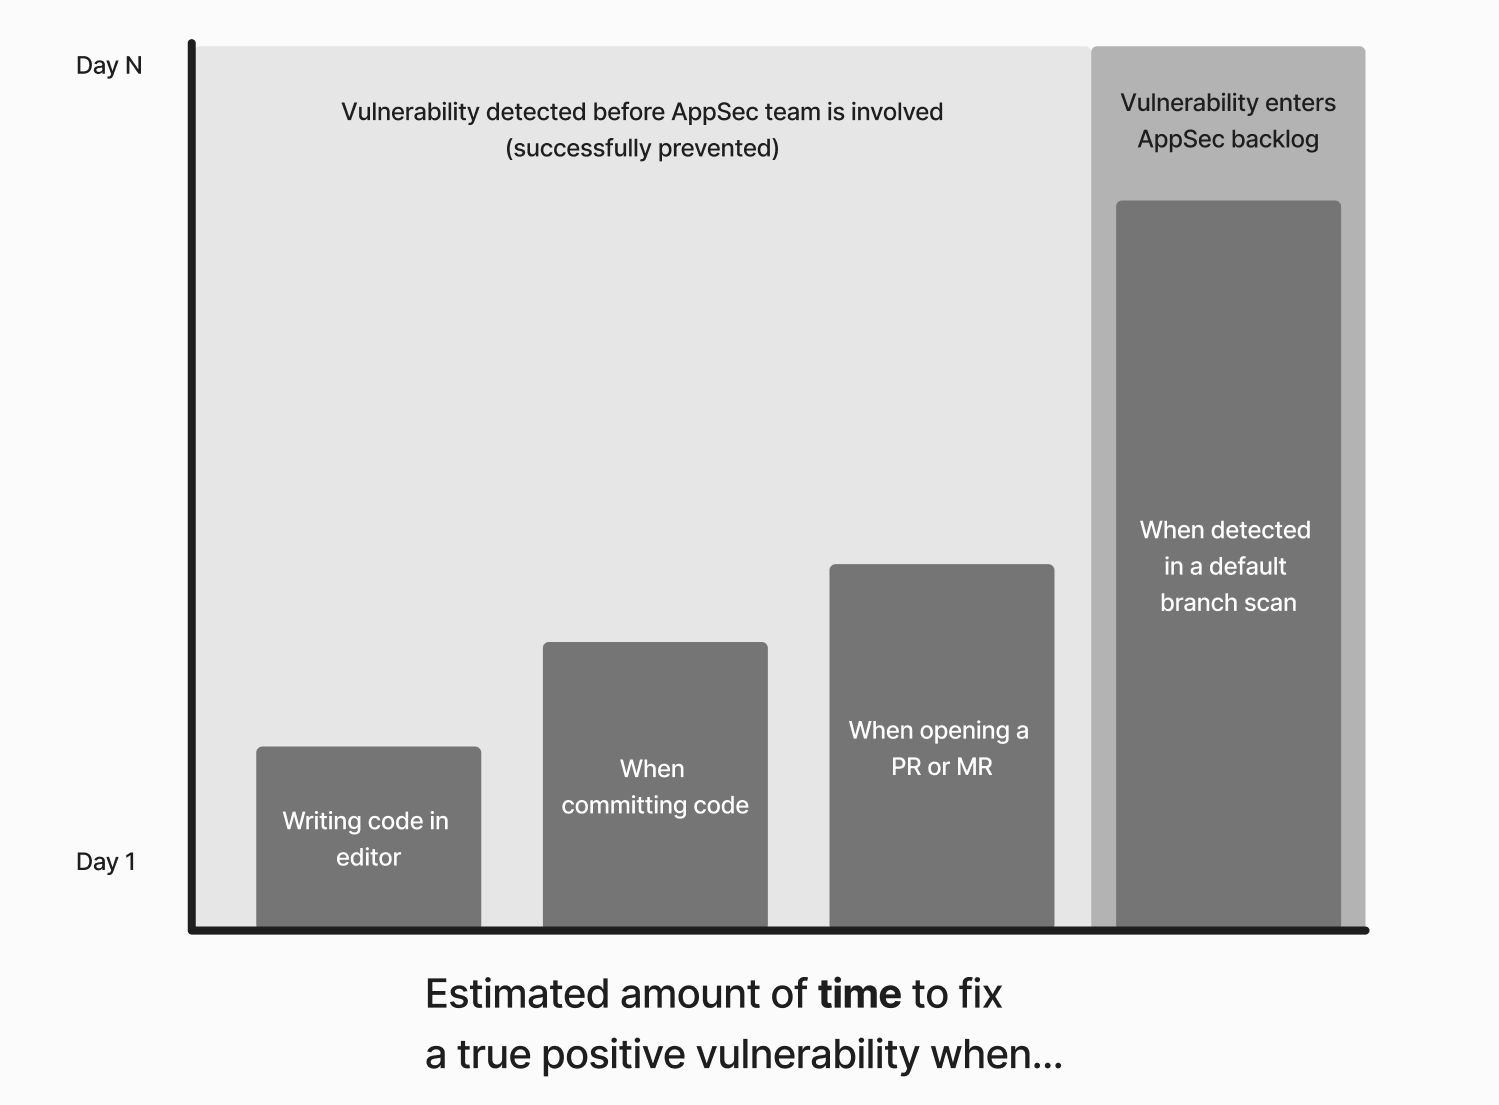 Day N
Vulnerability detected before AppSec team is involved
(successfully prevented)
Vulnerability enters
AppSec backlog
When detected
in a default
branch scan
When opening a
PR or MR
When
committing code
Writing code in
editor
Day 1
Estimated amount of time to fix
a true positive vulnerability when...